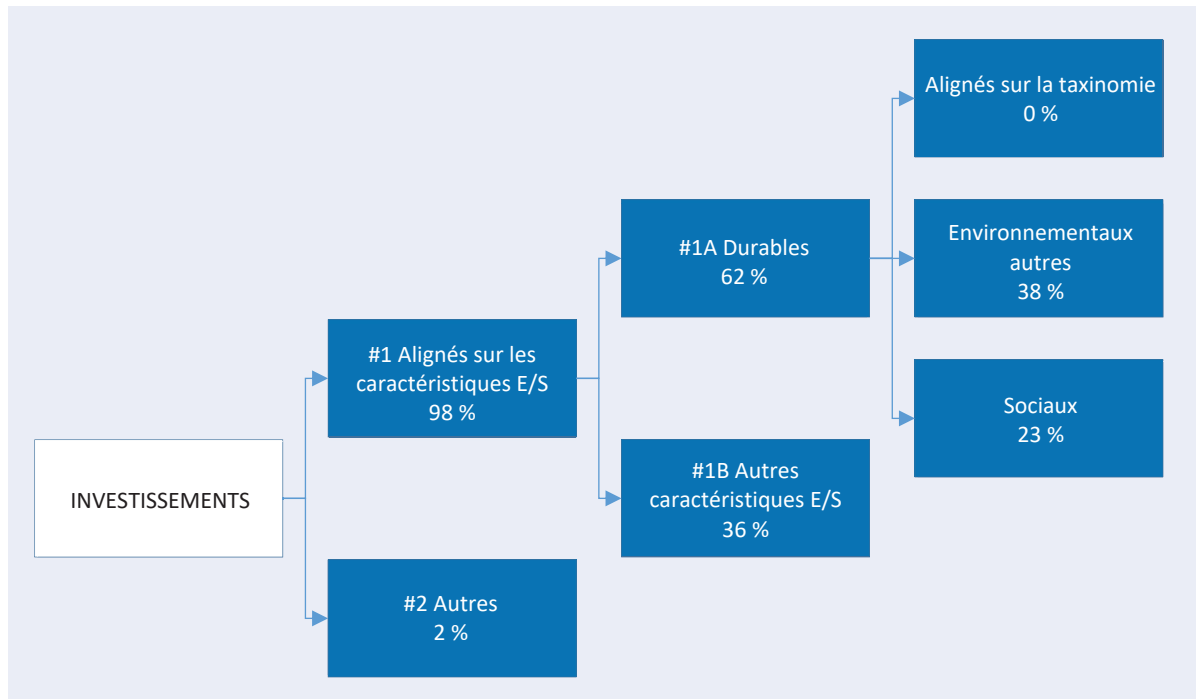 INVESTISSEMENTS
#1 Alignés sur les
caractéristiques E/S
98 %
#2 Autres
2 %
#1A Durables
62 %
#1B Autres
caractéristiques E/S
36 %
Alignés sur la taxinomie
0 %
Environnementaux
autres
38 %
Sociaux
23 %